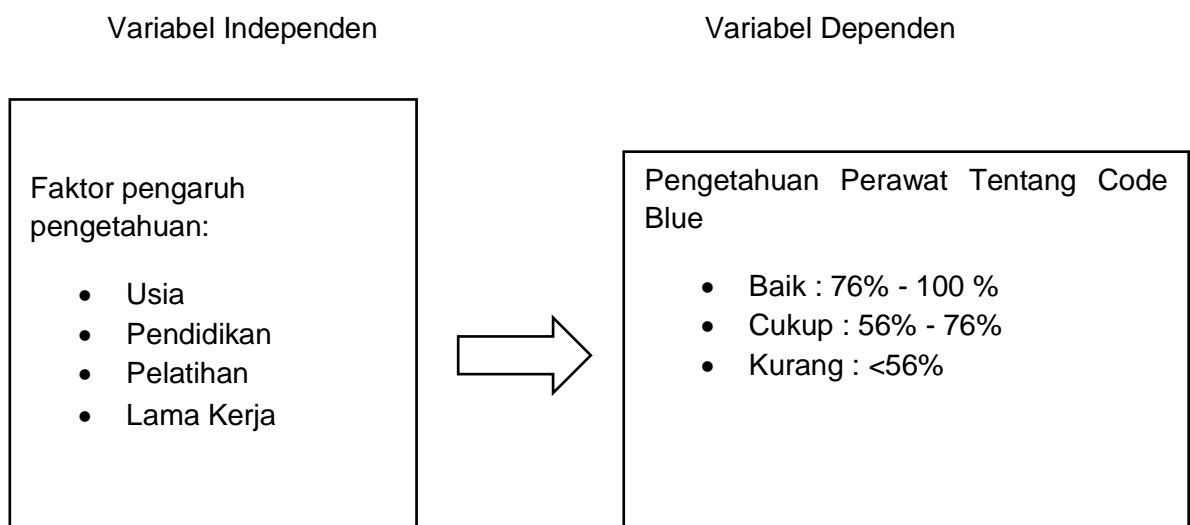 Variabel Independen
Variabel Dependen
Faktor pengaruh
pengetahuan:
• Usia
• Pendidikan
• Pelatihan
• Lama Kerja
Pengetahuan Perawat Tentang Code
Blue
• Baik : 76% - 100 %
• Cukup : 56% - 76%
• Kurang : <56%